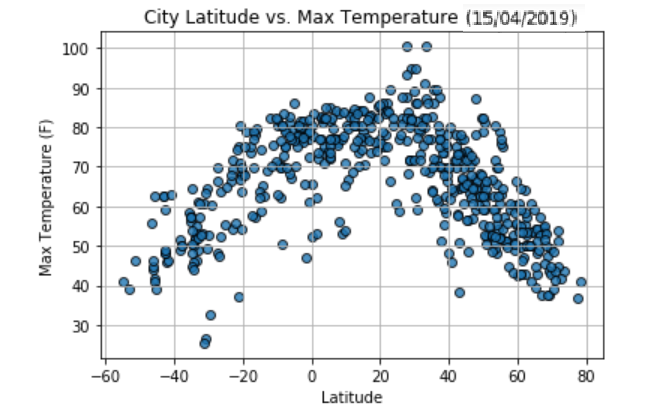 City Latitude vs. Max Temperature (15/04/2019)
Max Temperature (F)
100
90
80
70
60
50
40
30
−60 −40 −20 0 20 40 60 80
Latitude